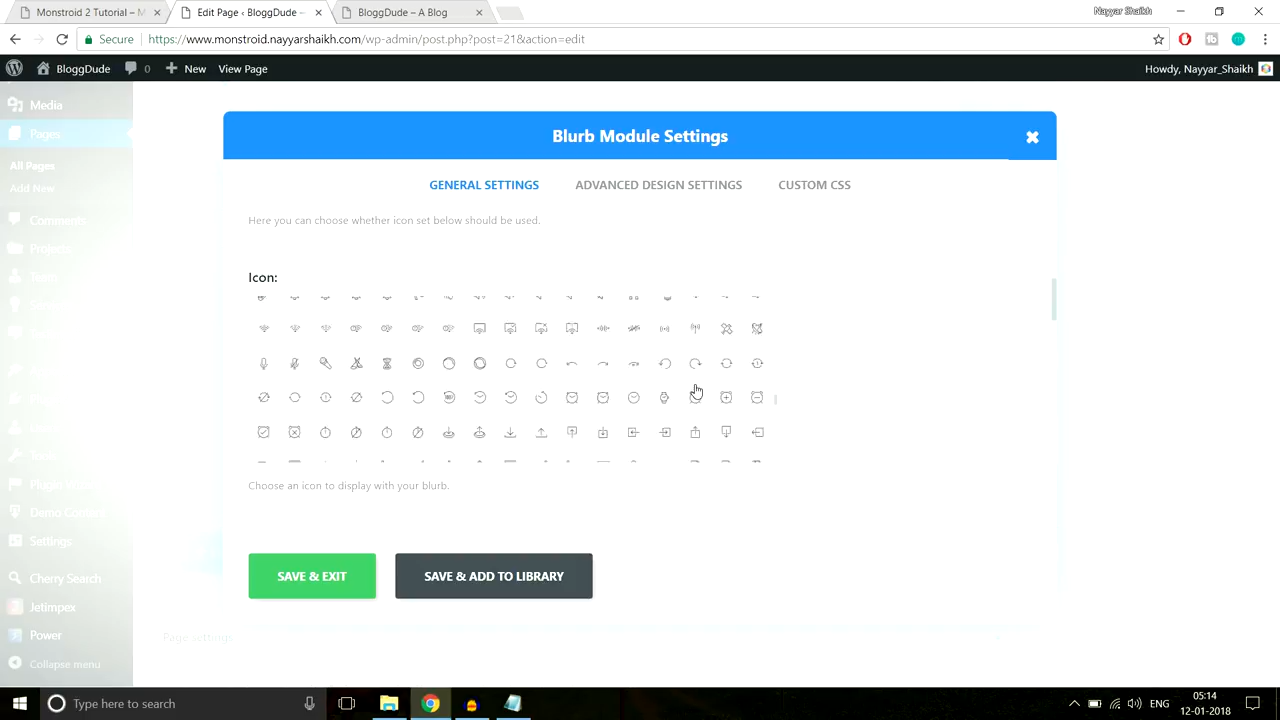 Monstroid 2 Tutorial – M
Edit Page ‹ BloggDude —
BloggDude – A Blog
Nayyar Shaikh
Secure
https://www.monstroid.nayyarshaikh.com/wp-admin/post.php?post=21&action=edit
BloggDude
0
New
View Page
Howdy, Nayyar_Shaikh
Media
Pages
All Pages
Add New
Comments
Projects
Settings
Cherry Search
Jetimpex
Power
Collapse menu
Blurb Module Settings
GENERAL SETTINGS
ADVANCED DESIGN SETTINGS
CUSTOM CSS
Here you can choose whether icon set below should be used.
Icon:
Choose an icon to display with your blurb.
SAVE & EXIT
SAVE & ADD TO LIBRARY
Page settings
Type here to search
ENG
05:14
12-01-2018